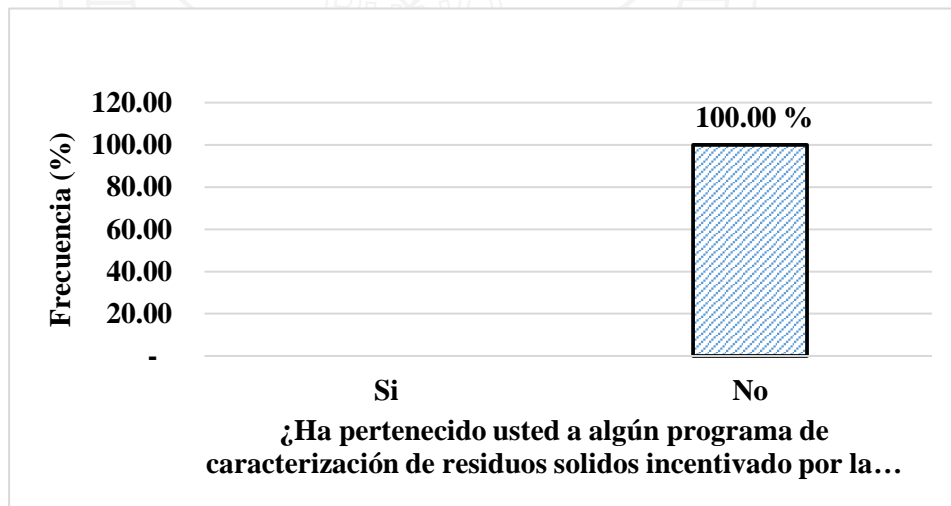 120.00
100.00 %
100.00
80.00
60.00
40.00
20.00
-
Frecuencia (%)
Si
No
¿Ha pertenecido usted a algún programa de
caracterización de residuos solidos incentivado por la…